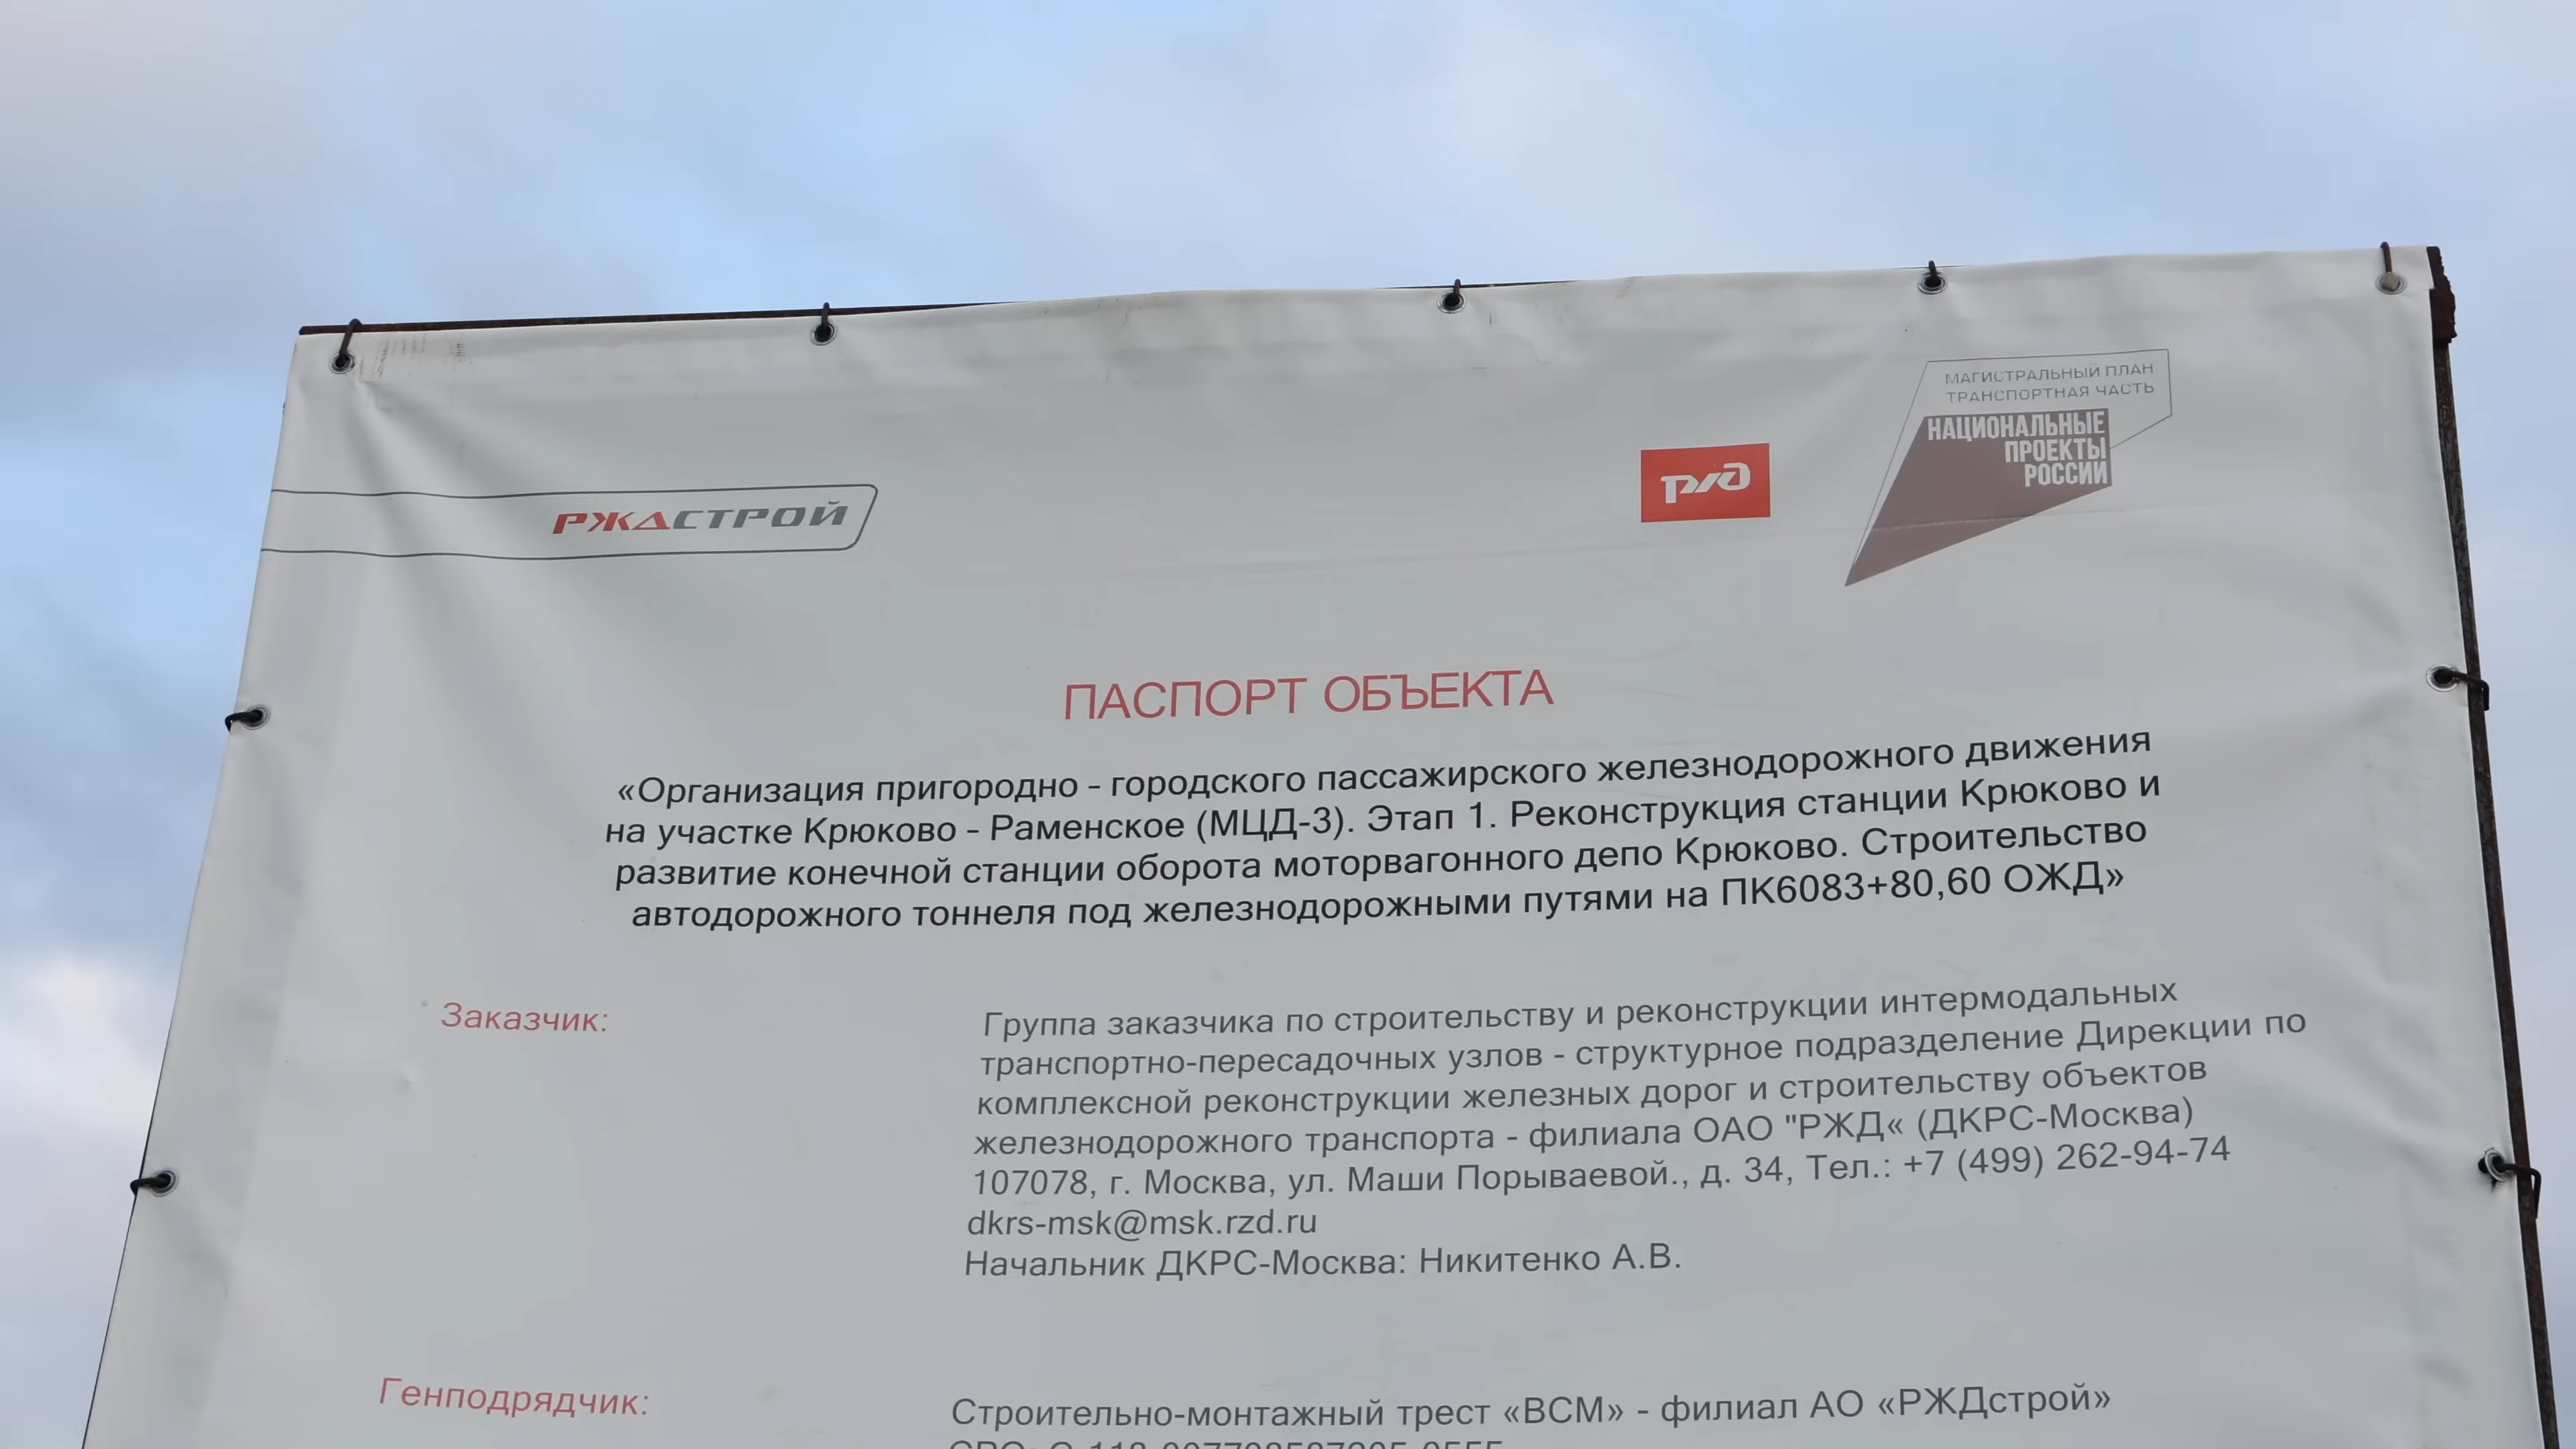 МАГИСТРАЛЬНЫЙ ПЛАН
ТРАНСПОРТНАЯ ЧАСТЬ
НАЦИОНАЛЬНЫЕ
ПРОЕКТЫ
РОССИИ
РЖДСТРОЙ
РЖД
ПАСПОРТ ОБЪЕКТА
«Организация пригородно – городского пассажирского железнодорожного движения
на участке Крюково – Раменское (МЦД-3). Этап 1. Реконструкция станции Крюково и
развитие конечной станции оборота моторвагонного депо Крюково. Строительство
автодорожного тоннеля под железнодорожными путями на ПК6083+80,60 ОЖД»
Заказчик:
Группа заказчика по строительству и реконструкции интермодальных
транспортно-пересадочных узлов - структурное подразделение Дирекции по
комплексной реконструкции железных дорог и строительству объектов
железнодорожного транспорта - филиала ОАО "РЖД« (ДКРС-Москва)
107078, г. Москва, ул. Маши Порываевой., д. 34, Тел.: +7 (499) 262-94-74
dkrs-msk@msk.rzd.ru
Начальник ДКРС-Москва: Никитенко А.В.
Генподрядчик:
Строительно-монтажный трест «ВСМ» - филиал АО «РЖДстрой»